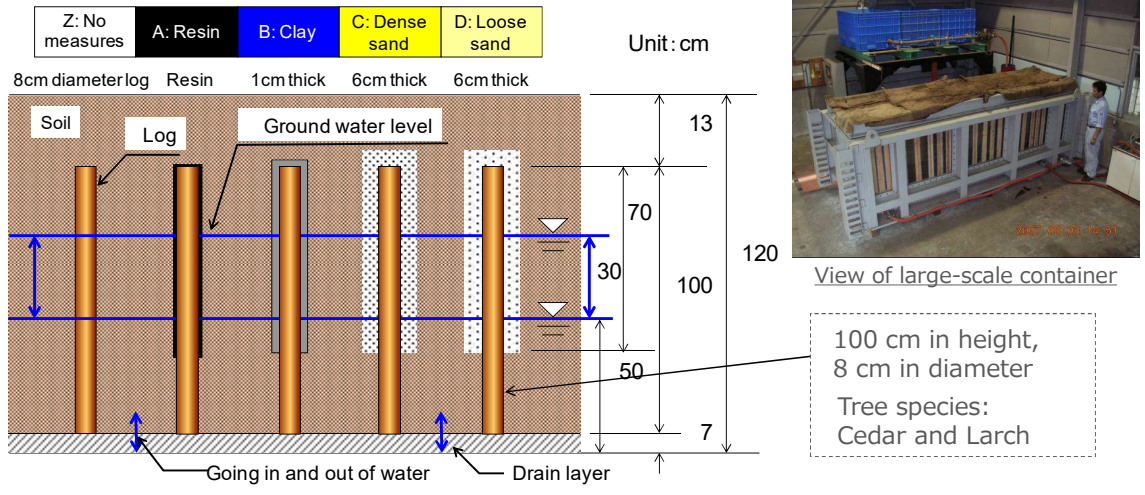 Z: No
measures
A: Resin
B: Clay
C: Dense
sand
D: Loose
sand
8cm diameter log
Resin
1cm thick
6cm thick
6cm thick
Unit: cm
Soil
Log
Ground water level
13
70
30
100
120
50
7
Going in and out of water
Drain layer
View of large-scale container
100 cm in height,
8 cm in diameter
Tree species:
Cedar and Larch